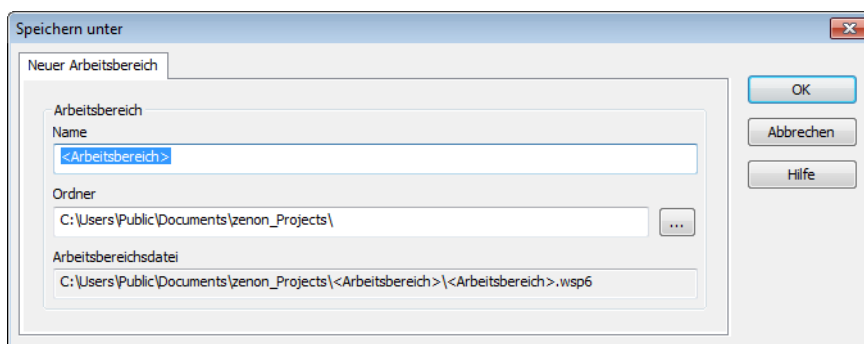 Speichern unter
Neuer Arbeitsbereich
Arbeitsbereich
Name
<Arbeitsbereich>
Ordner
C:\Users\Public\Documents\zenon_Projects\
...
Arbeitsbereichsdatei
C:\Users\Public\Documents\zenon_Projects\<Arbeitsbereich>\<Arbeitsbereich>.wsp6
OK
Abbrechen
Hilfe